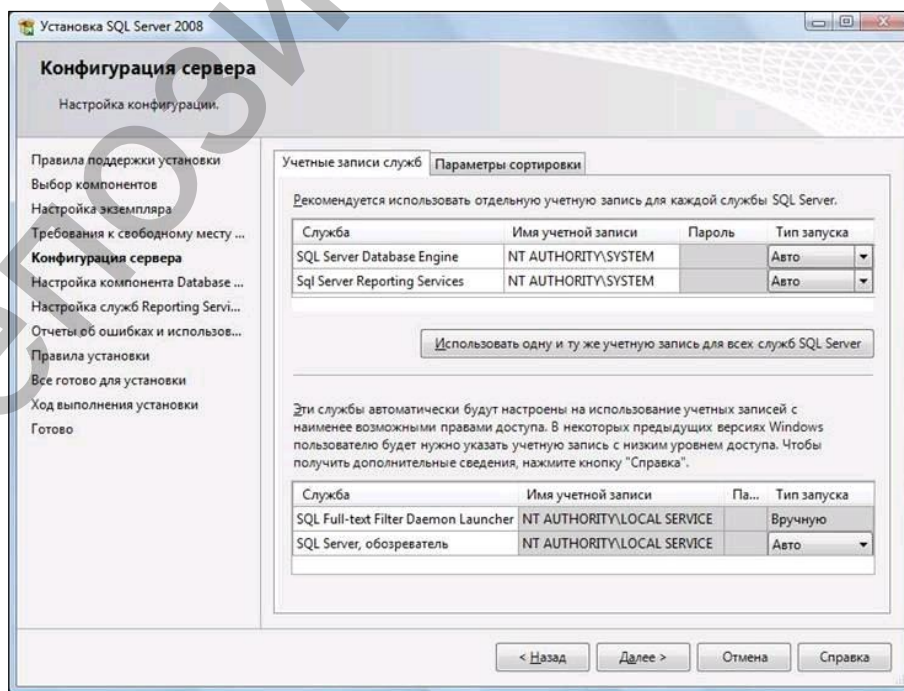 Установка SQL Server 2008
Конфигурация сервера
Настройка конфигурации.
Правила поддержки установки
Выбор компонентов
Настройка экземпляра
Требования к свободному месту ...
Конфигурация сервера
Настройка компонента Database ...
Настройка служб Reporting Servi...
Отчеты об ошибках и использов...
Правила установки
Все готово для установки
Ход выполнения установки
Готово
Учетные записи служб Параметры сортировки
Рекомендуется использовать отдельную учетную запись для каждой службы SQL Server.
Служба Имя учетной записи Пароль Тип запуска
SQL Server Database Engine NT AUTHORITY\SYSTEM Авто
Sql Server Reporting Services NT AUTHORITY\SYSTEM Авто
Использовать одну и ту же учетную запись для всех служб SQL Server
Эти службы автоматически будут настроены на использование учетных записей с
наименее возможными правами доступа. В некоторых предыдущих версиях Windows
пользователю будет нужно указать учетную запись с низким уровнем доступа. Чтобы
получить дополнительные сведения, нажмите кнопку "Справка".
Служба Имя учетной записи Па... Тип запуска
SQL Full-text Filter Daemon Launcher NT AUTHORITY\LOCAL SERVICE Вручную
SQL Server, обозреватель NT AUTHORITY\LOCAL SERVICE Авто
< Назад Далее > Отмена Справка